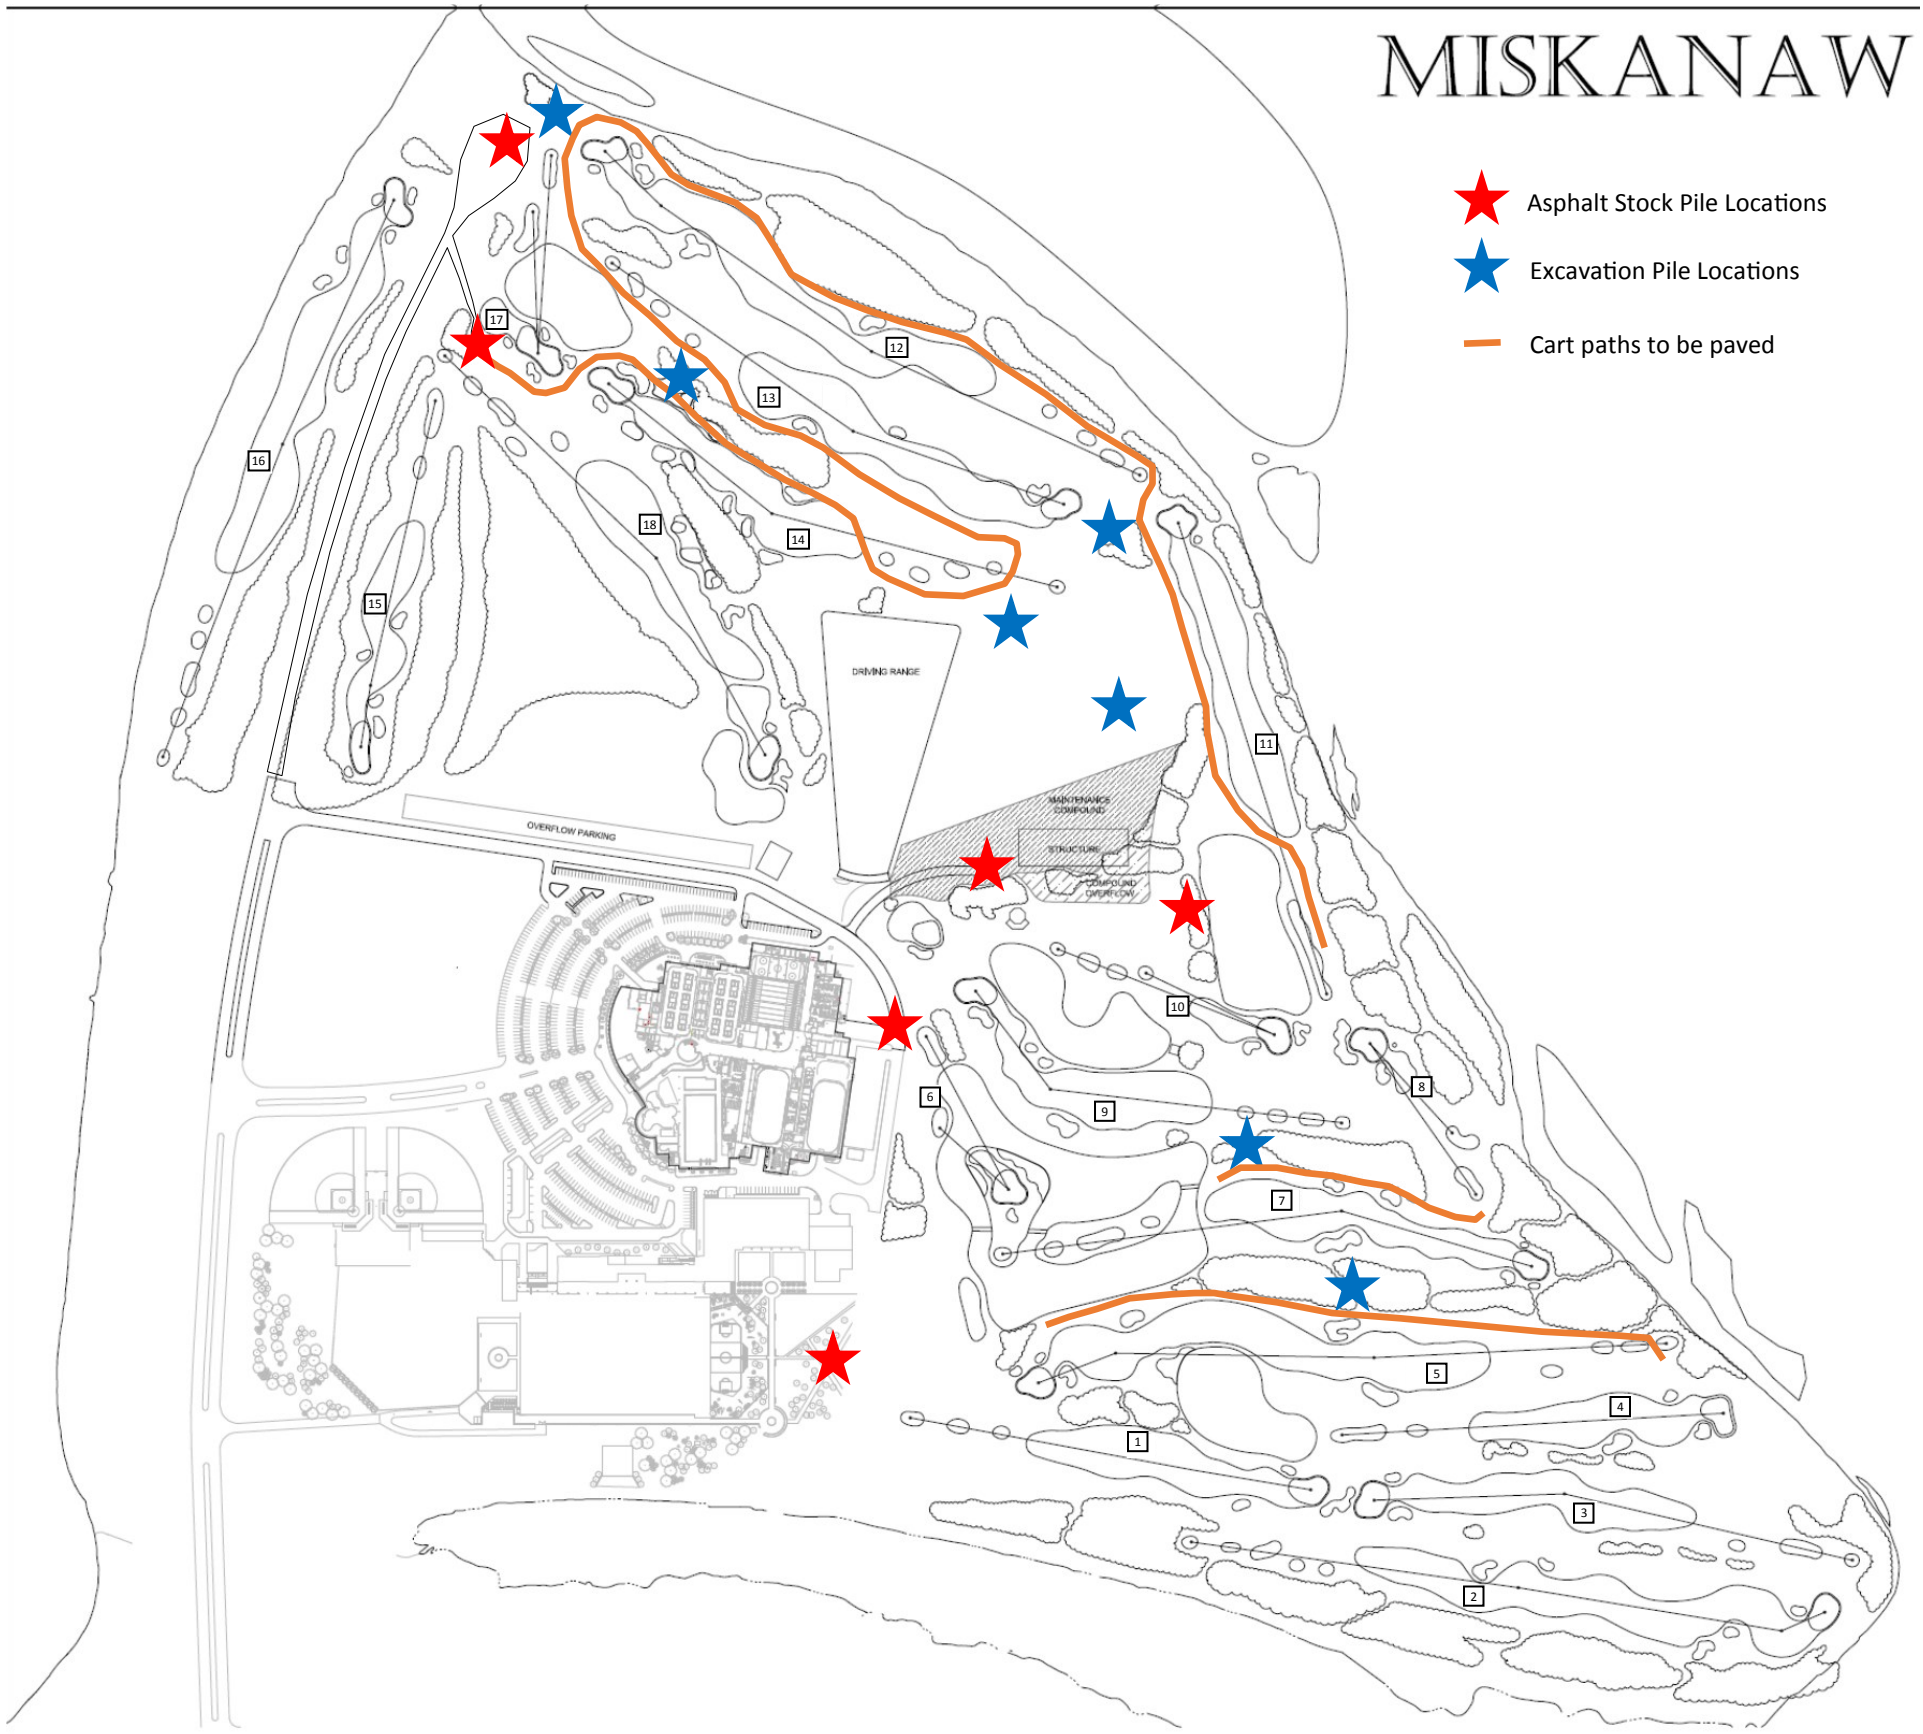 MISKANAW
Asphalt Stock Pile Locations
Excavation Pile Locations
Cart paths to be paved
17
12
13
16
18
14
15
DRIVING RANGE
11
MAINTENANCE
COMPOUND
OVERFLOW PARKING
STRUCTURE
COMPOUND
OVERFLOW
10
8
6
9
7
5
4
1
3
2